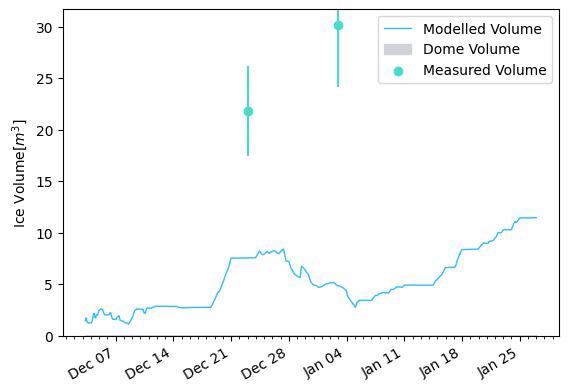 Ice Volume[m³]
30
25
20
15
10
5
0
Modelled Volume
Dome Volume
Measured Volume
Dec 07
Dec 14
Dec 21
Dec 28
Jan 04
Jan 11
Jan 18
Jan 25